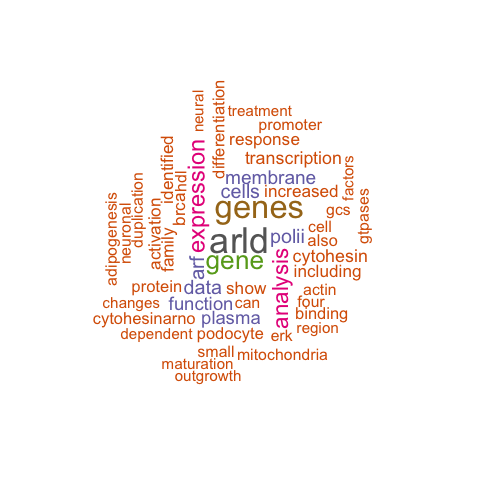 neural
differentiation
treatment
promoter
response
transcription
factors
identified
expression
membrane
cells
increased
brcahdl
duplication
adipogenesis
neuronal
activation
family
genes
gcs
gtpases
arld
cell
polii
also
arf
gene
analysis
cytohesin
including
protein
data
show
actin
changes
function
can
four
binding
cytohesinarno
plasma
region
dependent
podocyte
erk
small
mitochondria
maturation
outgrowth